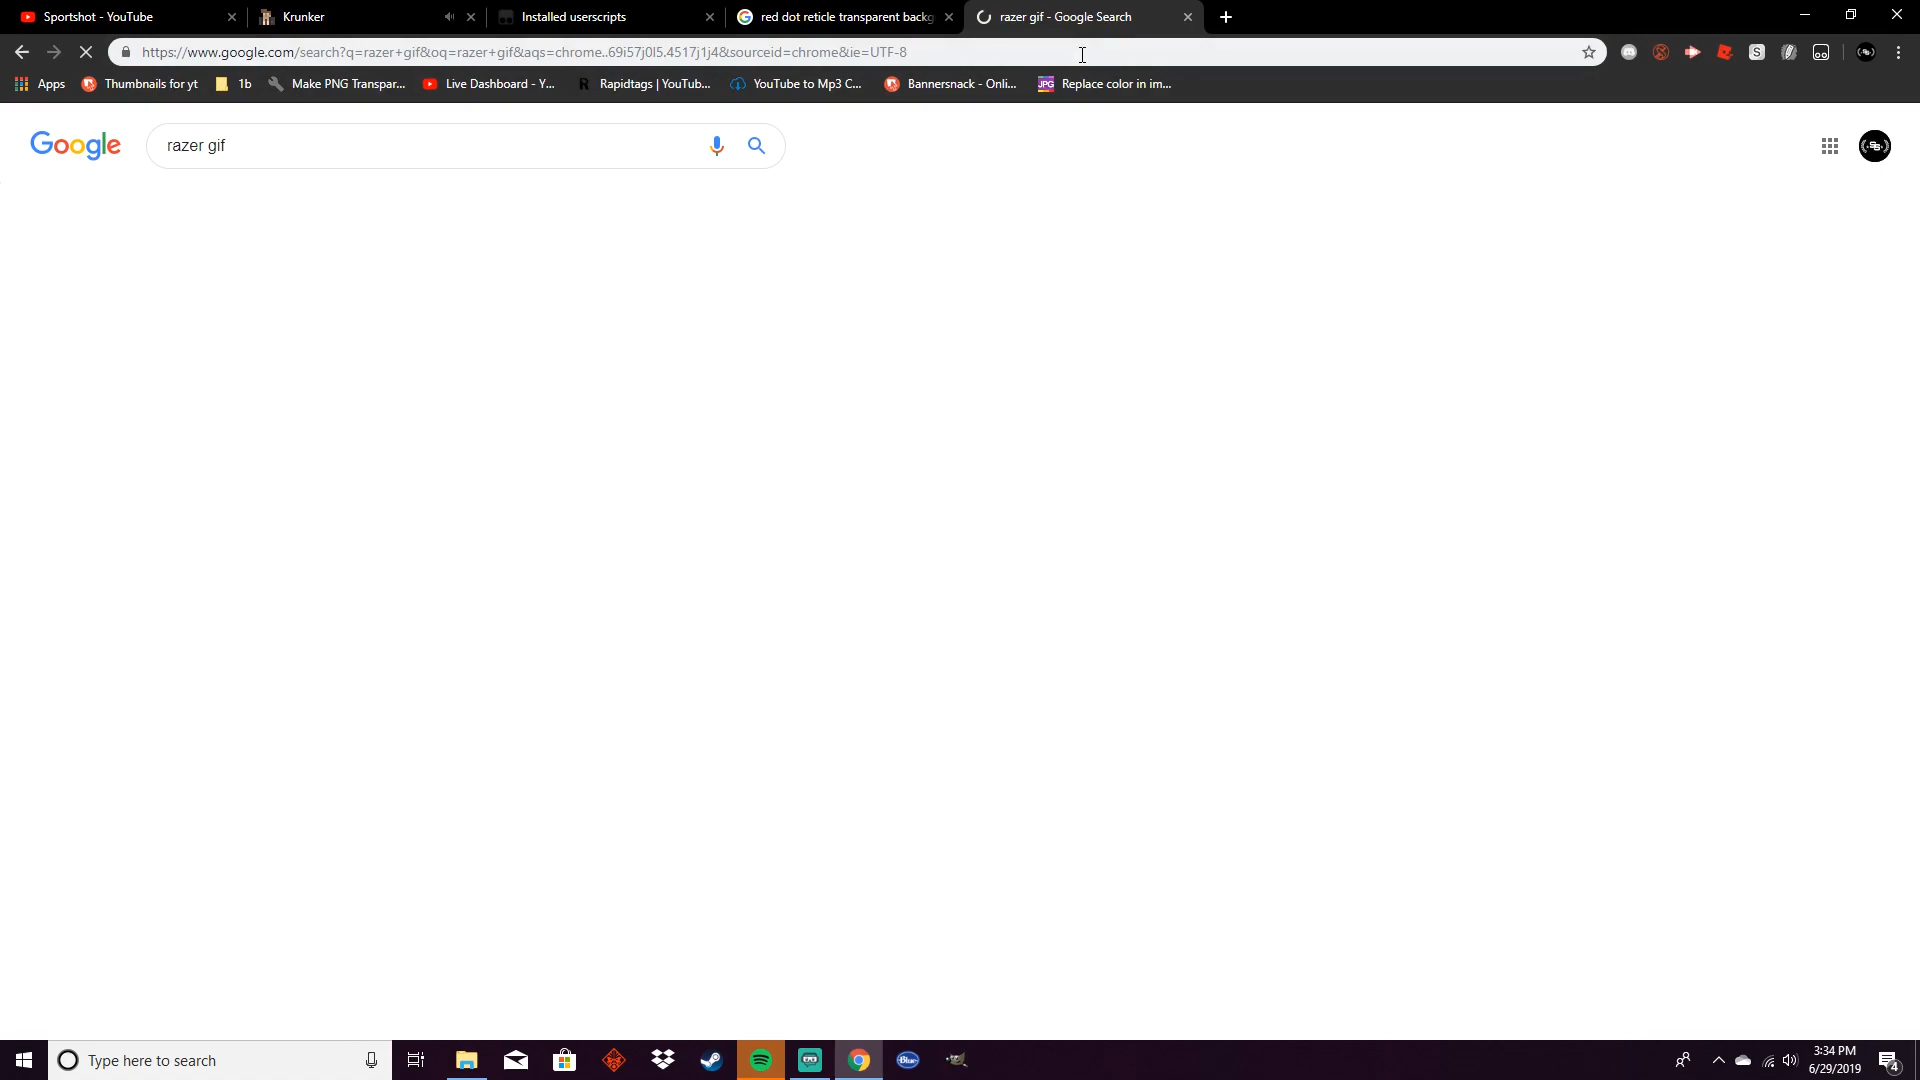 Sportshot - YouTube
Krunker
Installed userscripts
red dot reticle transparent backg
razer gif - Google Search
https://www.google.com/search?q=razer+gif&oq=razer+gif&aqs=chrome..69i57j0l5.4517j1j4&sourceid=chrome&ie=UTF-8
S
Apps
Thumbnails for yt
1b
Make PNG Transpar...
Live Dashboard - Y...
R
Rapidtags | YouTub...
YouTube to Mp3 C...
Bannersnack - Onli...
JPG
Replace color in im...
Google
razer gif
Type here to search
Blue
3:34 PM
6/29/2019
4